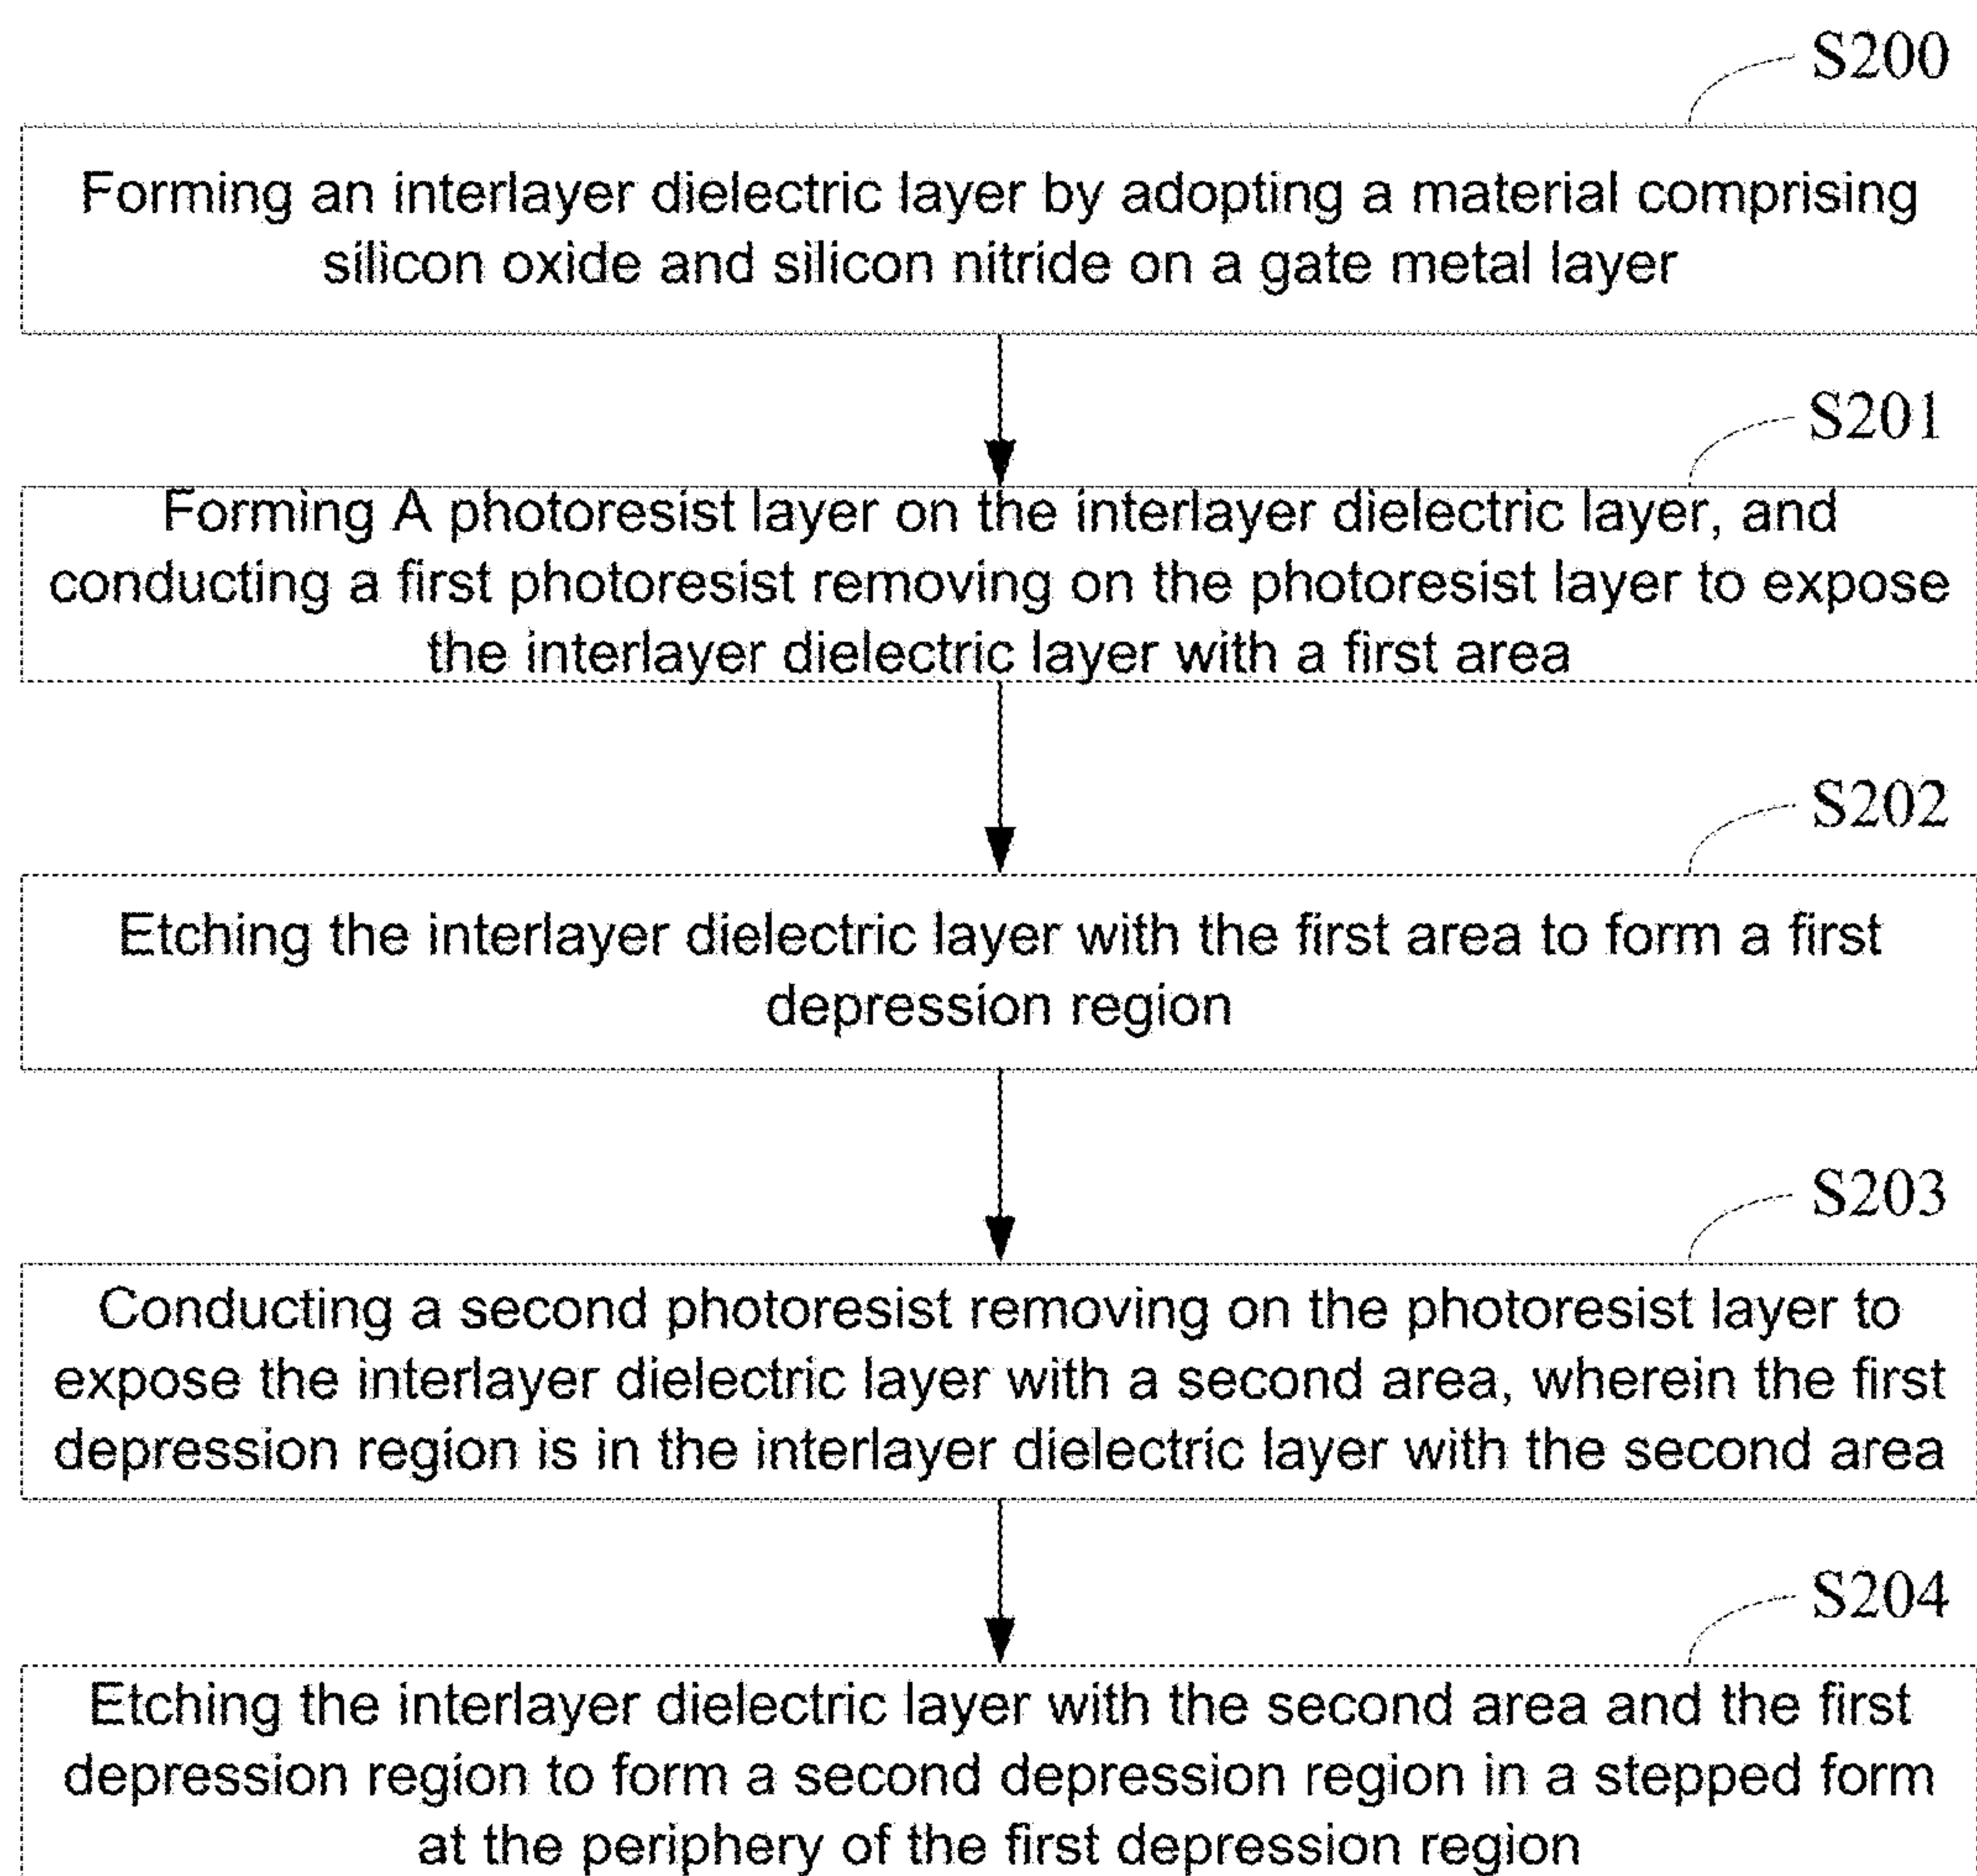 S200
Forming an interlayer dielectric layer by adopting a material comprising
silicon oxide and silicon nitride on a gate metal layer
S201
Forming A photoresist layer on the interlayer dielectric layer, and
conducting a first photoresist removing on the photoresist layer to expose
the interlayer dielectric layer with a first area
S202
Etching the interlayer dielectric layer with the first area to form a first
depression region
S203
Conducting a second photoresist removing on the photoresist layer to
expose the interlayer dielectric layer with a second area, wherein the first
depression region is in the interlayer dielectric layer with the second area
S204
Etching the interlayer dielectric layer with the second area and the first
depression region to form a second depression region in a stepped form
at the periphery of the first depression region